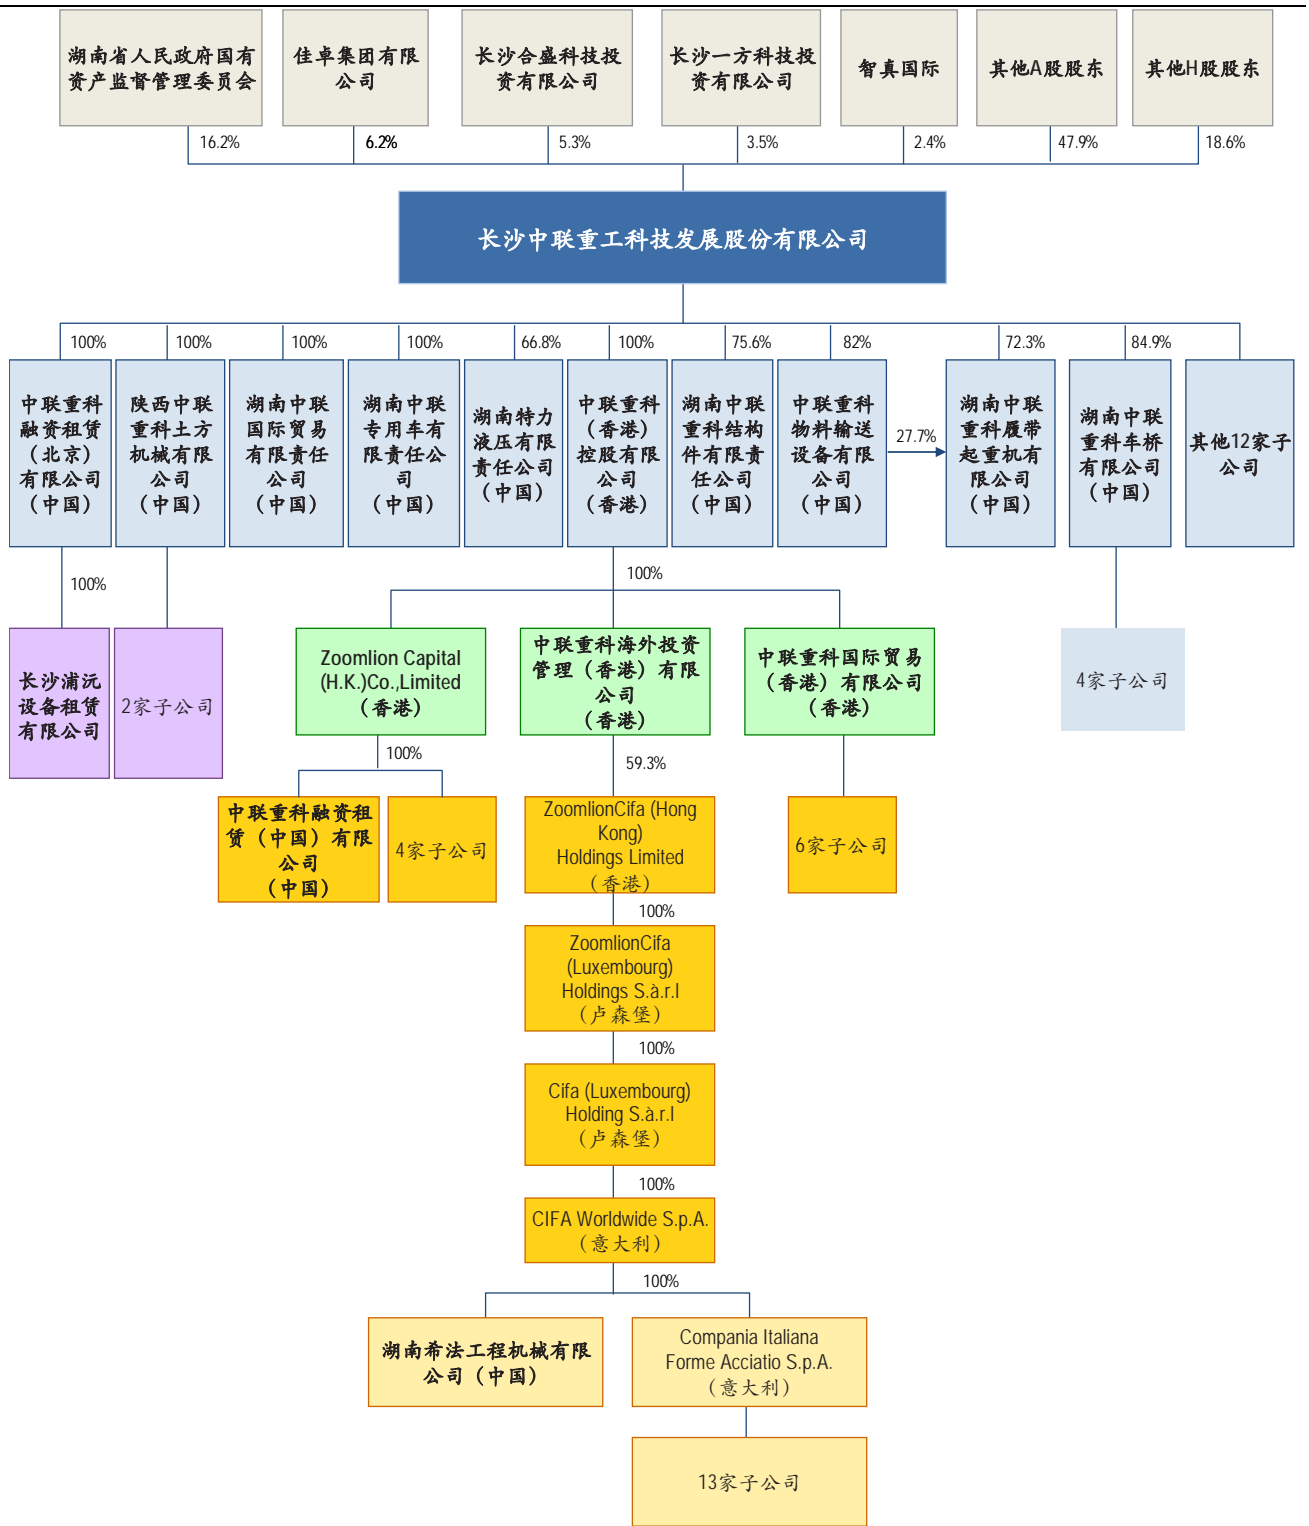 湖南省人民政府国有
资产监督管理委员会
佳卓集团有限
公司
长沙合盛科技投
资有限公司
长沙一方科技投
资有限公司
智真国际
其他A股股东
其他H股股东
16.2%
6.2%
5.3%
3.5%
2.4%
47.9%
18.6%
长沙中联重工科技发展股份有限公司
100%
100%
100%
100%
66.8%
100%
75.6%
82%
72.3%
84.9%
中联重科
融资租赁
（北京）
有限公司
（中国）
陕西中联
重科土方
机械有限
公司
（中国）
湖南中联
国际贸易
有限责任
公司
（中国）
湖南中联
专用车有
限责任公
司
（中国）
湖南特力
液压有限
责任公司
（中国）
中联重科
（香港）
控股有限
公司
（香港）
湖南中联
重科结构
件有限责
任公司
（中国）
中联重科
物料输送
设备有限
公司
（中国）
27.7%
湖南中联
重科履带
起重机有
限公司
（中国）
湖南中联
重科车桥
有限公司
（中国）
其他12家子
公司
100%
100%
长沙浦沅
设备租赁
有限公司
2家子公司
Zoomlion Capital
(H.K.)Co.,Limited
（香港）
中联重科海外投资
管理（香港）有限
公司
（香港）
中联重科国际贸易
（香港）有限公司
（香港）
4家子公司
100%
59.3%
中联重科融资租
赁（中国）有限
公司
（中国）
4家子公司
ZoomlionCifa (Hong
Kong)
Holdings Limited
（香港）
6家子公司
100%
ZoomlionCifa
(Luxembourg)
Holdings S.à.r.l
（卢森堡）
100%
Cifa (Luxembourg)
Holding S.à.r.l
（卢森堡）
100%
CIFA Worldwide S.p.A.
（意大利）
100%
湖南希法工程机械有限
公司（中国）
Compania Italiana
Forme Acciatio S.p.A.
（意大利）
13家子公司